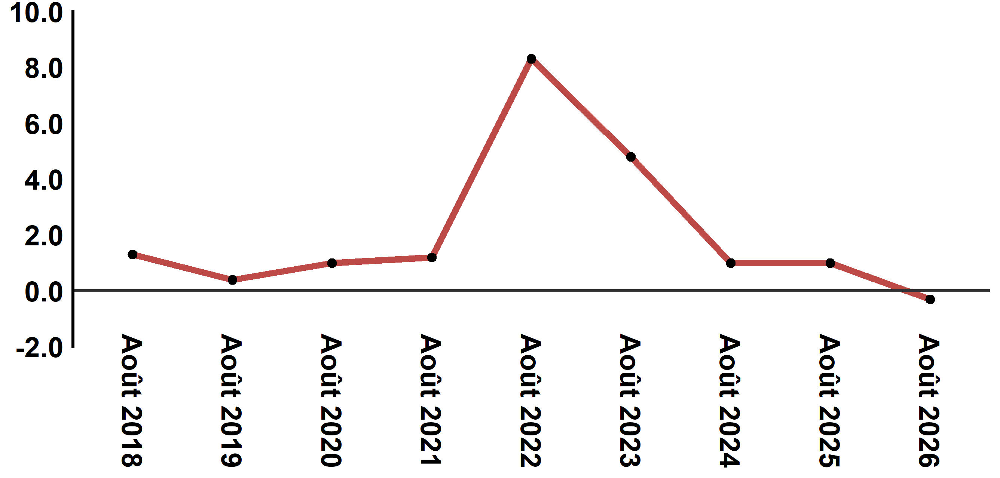 10.0
8.0
6.0
4.0
2.0
0.0
-2.0
Août 2018
Août 2019
Août 2020
Août 2021
Août 2022
Août 2023
Août 2024
Août 2025
Août 2026